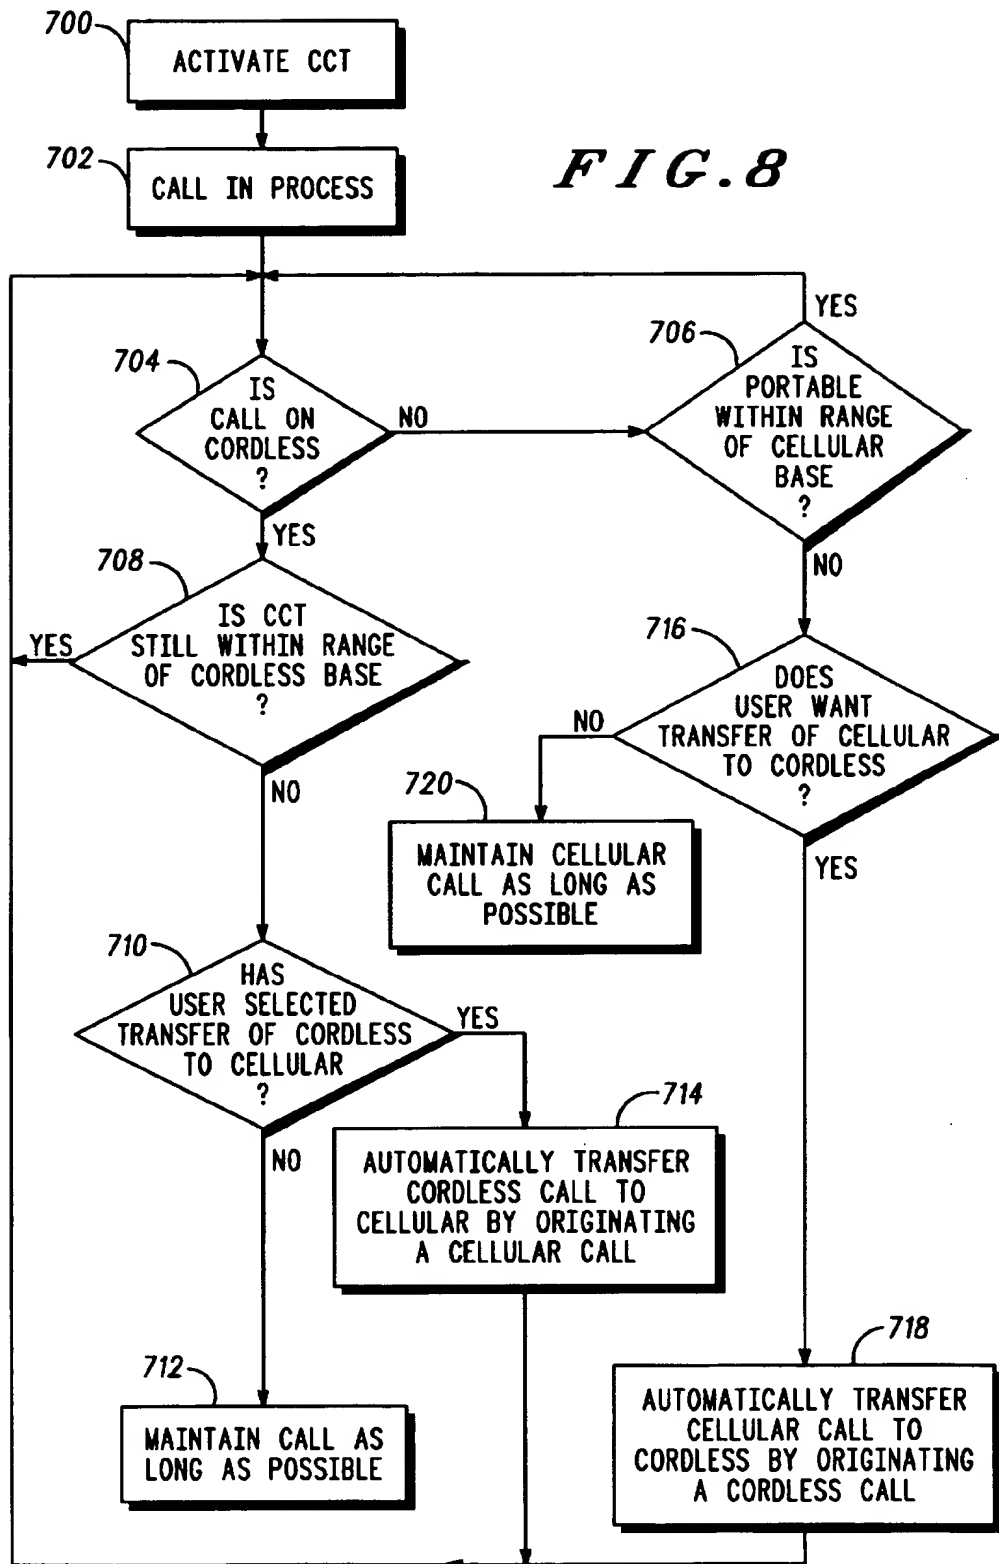 700
ACTIVATE CCT
702
CALL IN PROCESS
FIG.8
704
IS
CALL ON
CORDLESS
?
NO
YES
706
IS
PORTABLE
WITHIN RANGE
OF CELLULAR
BASE
?
YES
NO
708
IS CCT
STILL WITHIN RANGE
OF CORDLESS BASE
?
YES
NO
716
DOES
USER WANT
TRANSFER OF CELLULAR
TO CORDLESS
?
NO
YES
720
MAINTAIN CELLULAR
CALL AS LONG AS
POSSIBLE
710
HAS
USER SELECTED
TRANSFER OF CORDLESS
TO CELLULAR
?
YES
NO
714
AUTOMATICALLY TRANSFER
CORDLESS CALL TO
CELLULAR BY ORIGINATING
A CELLULAR CALL
712
MAINTAIN CALL AS
LONG AS POSSIBLE
718
AUTOMATICALLY TRANSFER
CELLULAR CALL TO
CORDLESS BY ORIGINATING
A CORDLESS CALL